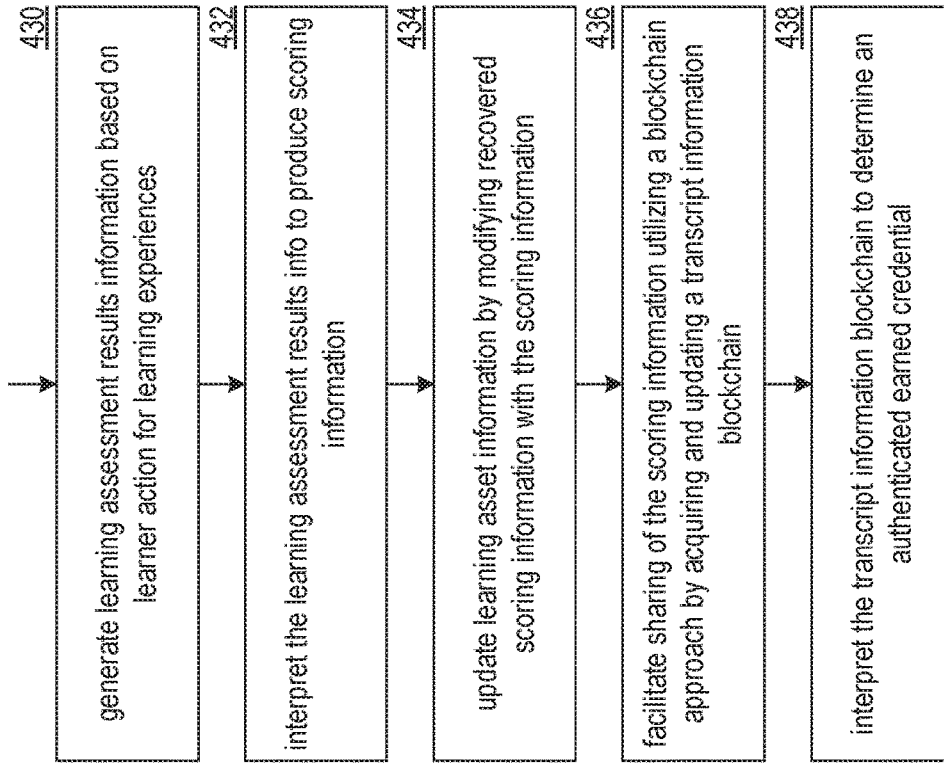 430
generate learning assessment results information based on
learner action for learning experiences
432
interpret the learning assessment results info to produce scoring
information
434
update learning asset information by modifying recovered
scoring information with the scoring information
436
facilitate sharing of the scoring information utilizing a blockchain
approach by acquiring and updating a transcript information
blockchain
438
interpret the transcript information blockchain to determine an
authenticated earned credential